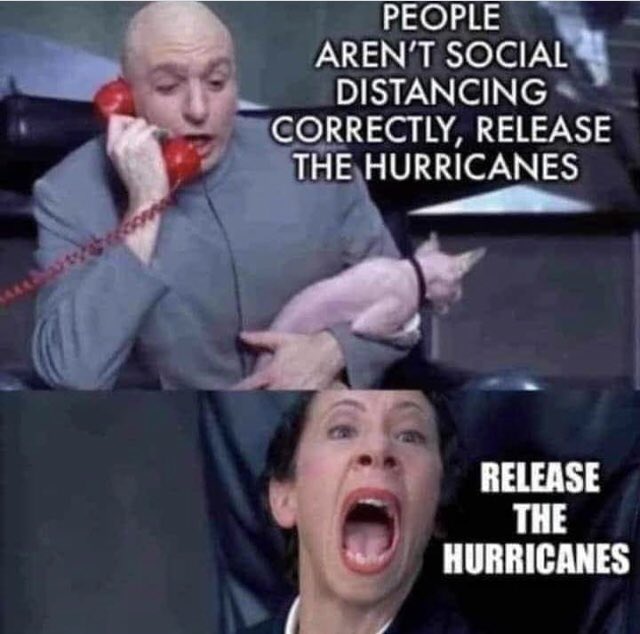 PEOPLE
AREN'T SOCIAL
DISTANCING
CORRECTLY, RELEASE
THE HURRICANES
RELEASE
THE
HURRICANES